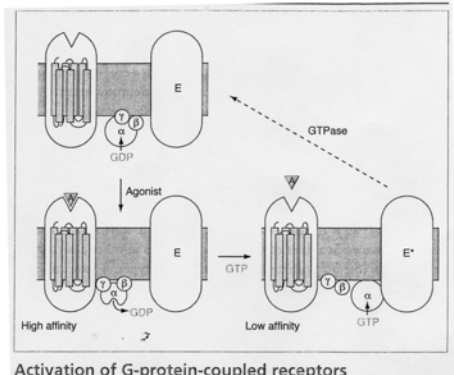 E
γ
β
α
GDP
GTPase
Agonist
A
A
E
E*
γ
β
α
GDP
GTP
γ
β
α
GTP
High affinity
Low affinity
Activation of G-protein-coupled receptors